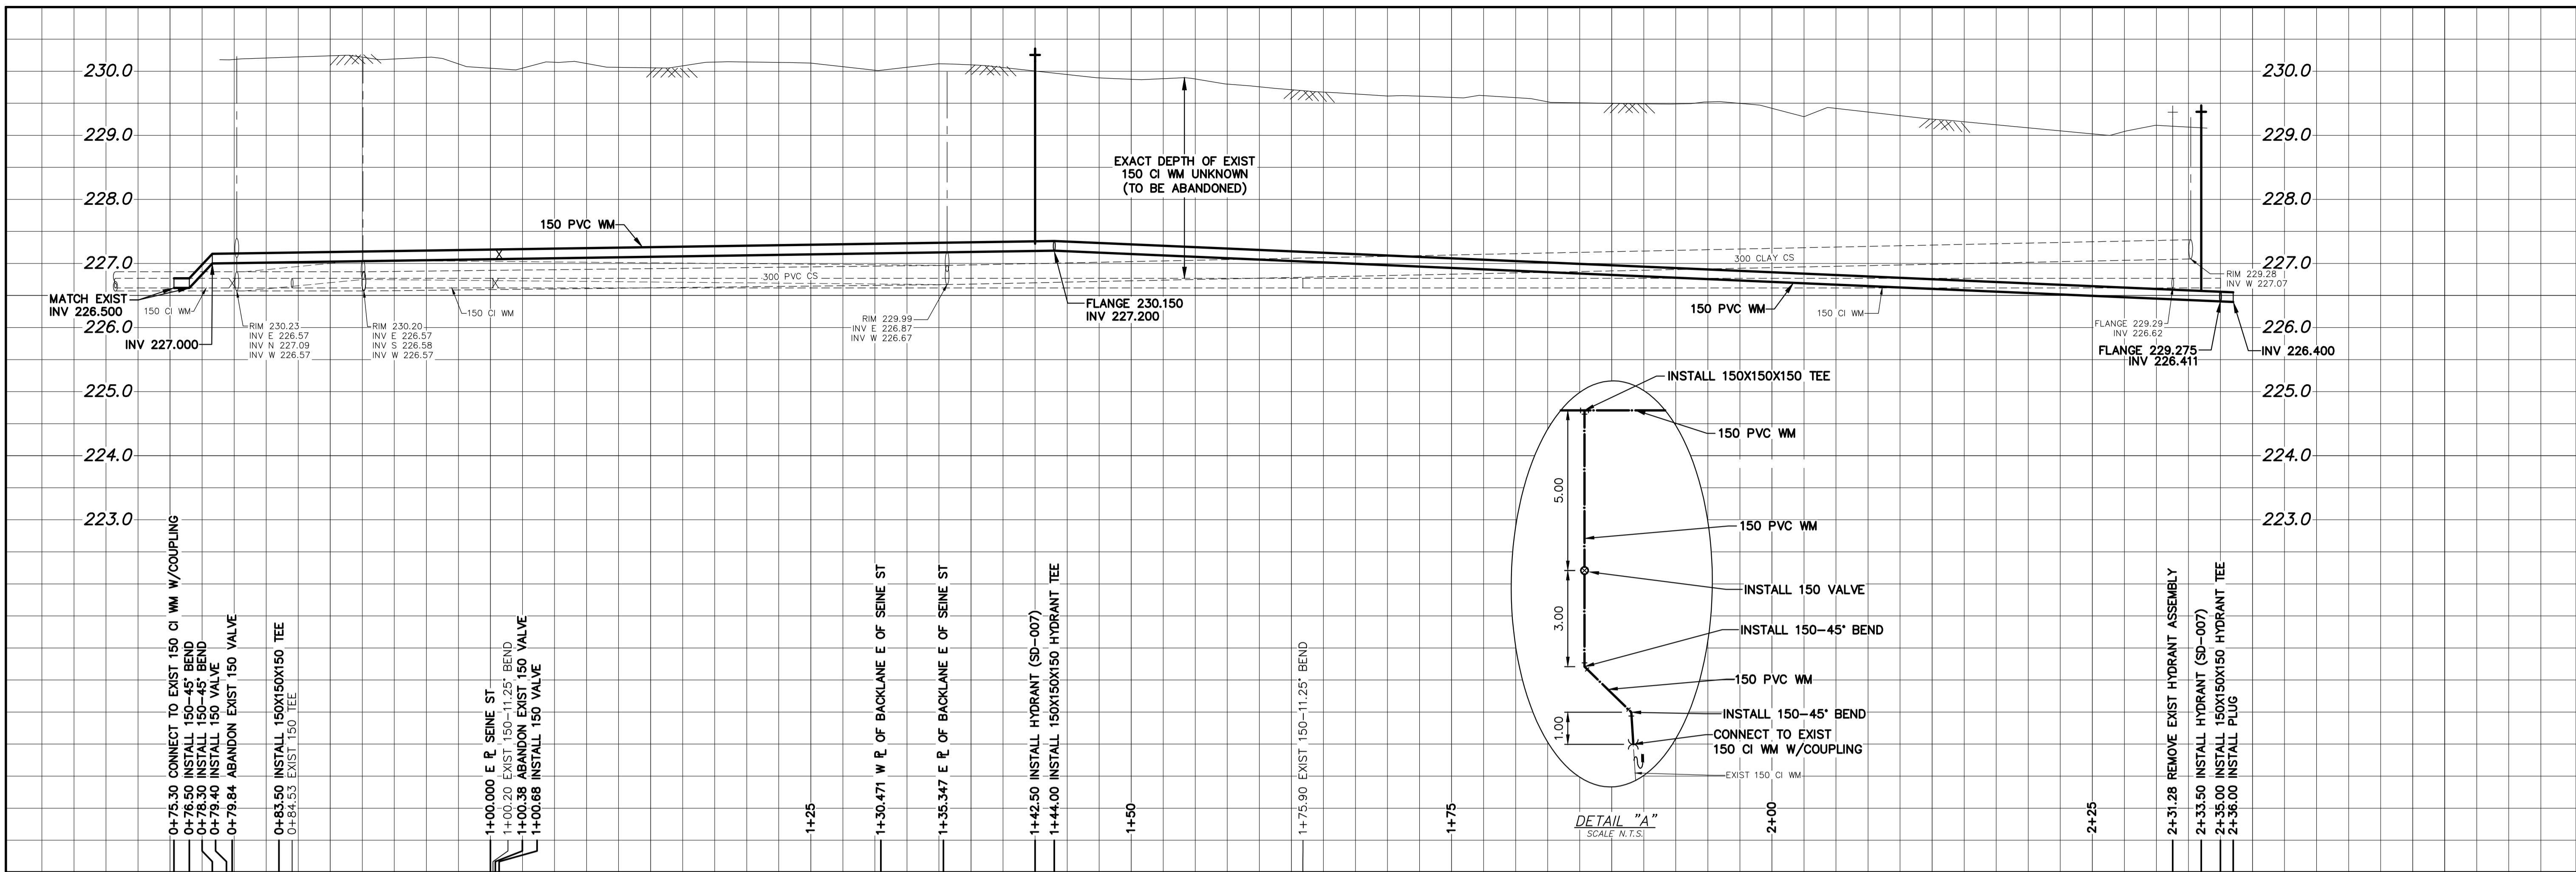 230.0
229.0
228.0
227.0
226.0
225.0
224.0
223.0
MATCH EXIST
INV 226.500
150 CI WM
INV 227.000
RIM 230.23
INV E 226.57
INV N 227.09
INV W 226.57
RIM 230.20
INV E 226.57
INV S 226.58
INV W 226.57
150 CI WM
150 PVC WM
300 PVC CS
RIM 229.99
INV E 226.87
INV W 226.67
FLANGE 230.150
INV 227.200
EXACT DEPTH OF EXIST
150 CI WM UNKNOWN
(TO BE ABANDONED)
300 CLAY CS
150 PVC WM
150 CI WM
RIM 229.28
INV W 227.07
FLANGE 229.29
INV 226.62
FLANGE 229.275
INV 226.411
INV 226.400
230.0
229.0
228.0
227.0
226.0
225.0
224.0
223.0
INSTALL 150X150X150 TEE
150 PVC WM
5.00
150 PVC WM
INSTALL 150 VALVE
3.00
INSTALL 150-45° BEND
150 PVC WM
INSTALL 150-45° BEND
1.00
CONNECT TO EXIST
150 CI WM W/COUPLING
EXIST 150 CI WM
DETAIL "A"
SCALE N.T.S.
0+75.30 CONNECT TO EXIST 150 CI WM W/COUPLING
0+76.50 INSTALL 150-45° BEND
0+78.30 INSTALL 150-45° BEND
0+79.40 INSTALL 150 VALVE
0+79.84 ABANDON EXIST 150 VALVE
0+83.50 INSTALL 150X150X150 TEE
0+84.53 EXIST 150 TEE
1+00.000 E PL SEINE ST
1+00.20 EXIST 150-11.25° BEND
1+00.38 ABANDON EXIST 150 VALVE
1+00.68 INSTALL 150 VALVE
1+25
1+30.471 W PL OF BACKLANE E OF SEINE ST
1+35.347 E PL OF BACKLANE E OF SEINE ST
1+42.50 INSTALL HYDRANT (SD-007)
1+44.00 INSTALL 150X150X150 HYDRANT TEE
1+50
1+75.90 EXIST 150-11.25° BEND
1+75
2+00
2+25
2+31.28 REMOVE EXIST HYDRANT ASSEMBLY
2+33.50 INSTALL HYDRANT (SD-007)
2+35.00 INSTALL 150X150X150 HYDRANT TEE
2+36.00 INSTALL PLUG